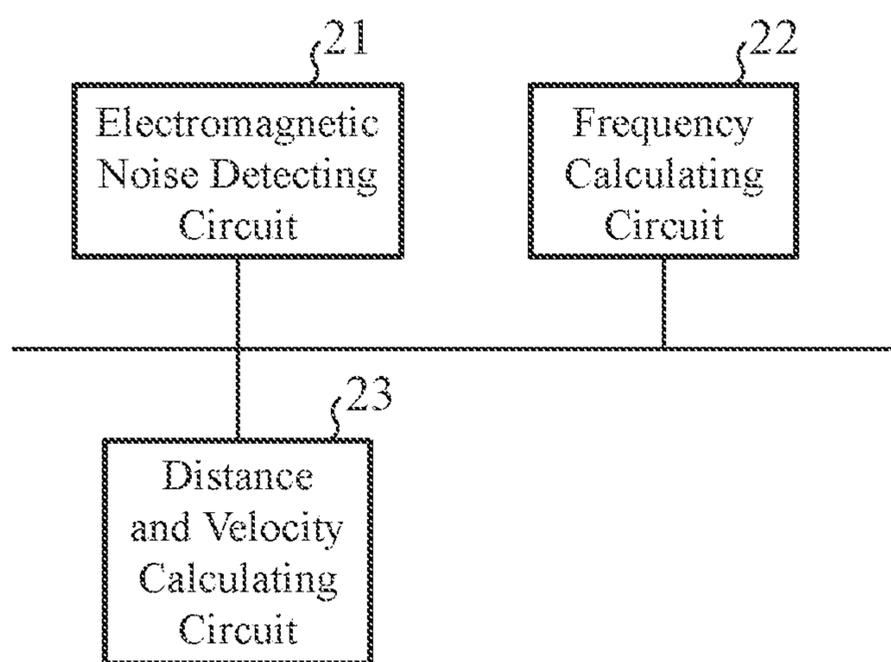 21
Electromagnetic
Noise Detecting
Circuit
22
Frequency
Calculating
Circuit
23
Distance
and Velocity
Calculating
Circuit